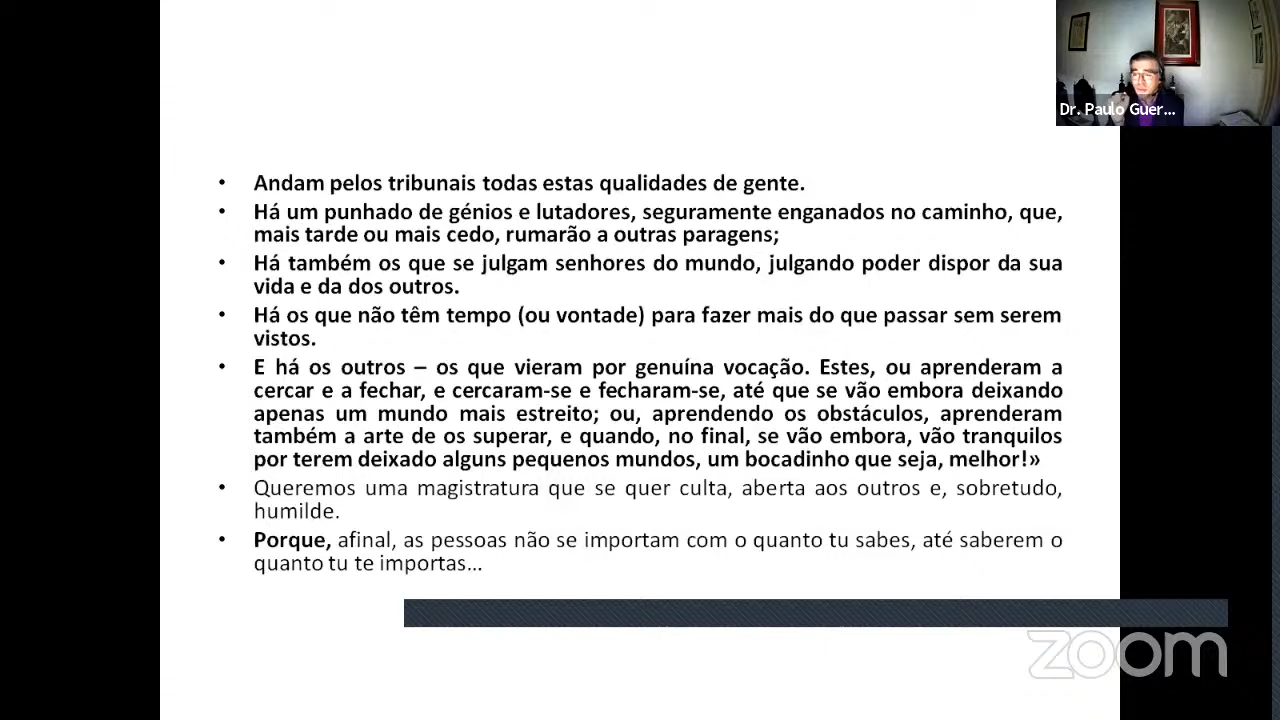 Dr. Paulo Guer...
• Andam pelos tribunais todas estas qualidades de gente.
• Há um punhado de génios e lutadores, seguramente enganados no caminho, que,
mais tarde ou mais cedo, rumarão a outras paragens;
• Há também os que se julgam senhores do mundo, julgando poder dispor da sua
vida e da dos outros.
• Há os que não têm tempo (ou vontade) para fazer mais do que passar sem serem
vistos.
• E há os outros – os que vieram por genuína vocação. Estes, ou aprenderam a
cercar e a fechar, e cercaram-se e fecharam-se, até que se vão embora deixando
apenas um mundo mais estreito; ou, aprendendo os obstáculos, aprenderam
também a arte de os superar, e quando, no final, se vão embora, vão tranquilos
por terem deixado alguns pequenos mundos, um bocadinho que seja, melhor!»
• Queremos uma magistratura que se quer culta, aberta aos outros e, sobretudo,
humilde.
• Porque, afinal, as pessoas não se importam com o quanto tu sabes, até saberem o
quanto tu te importas...
zoom